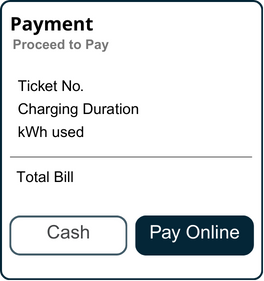 Payment
Proceed to Pay
Ticket No.
Charging Duration
kWh used
Total Bill
Cash Pay Online